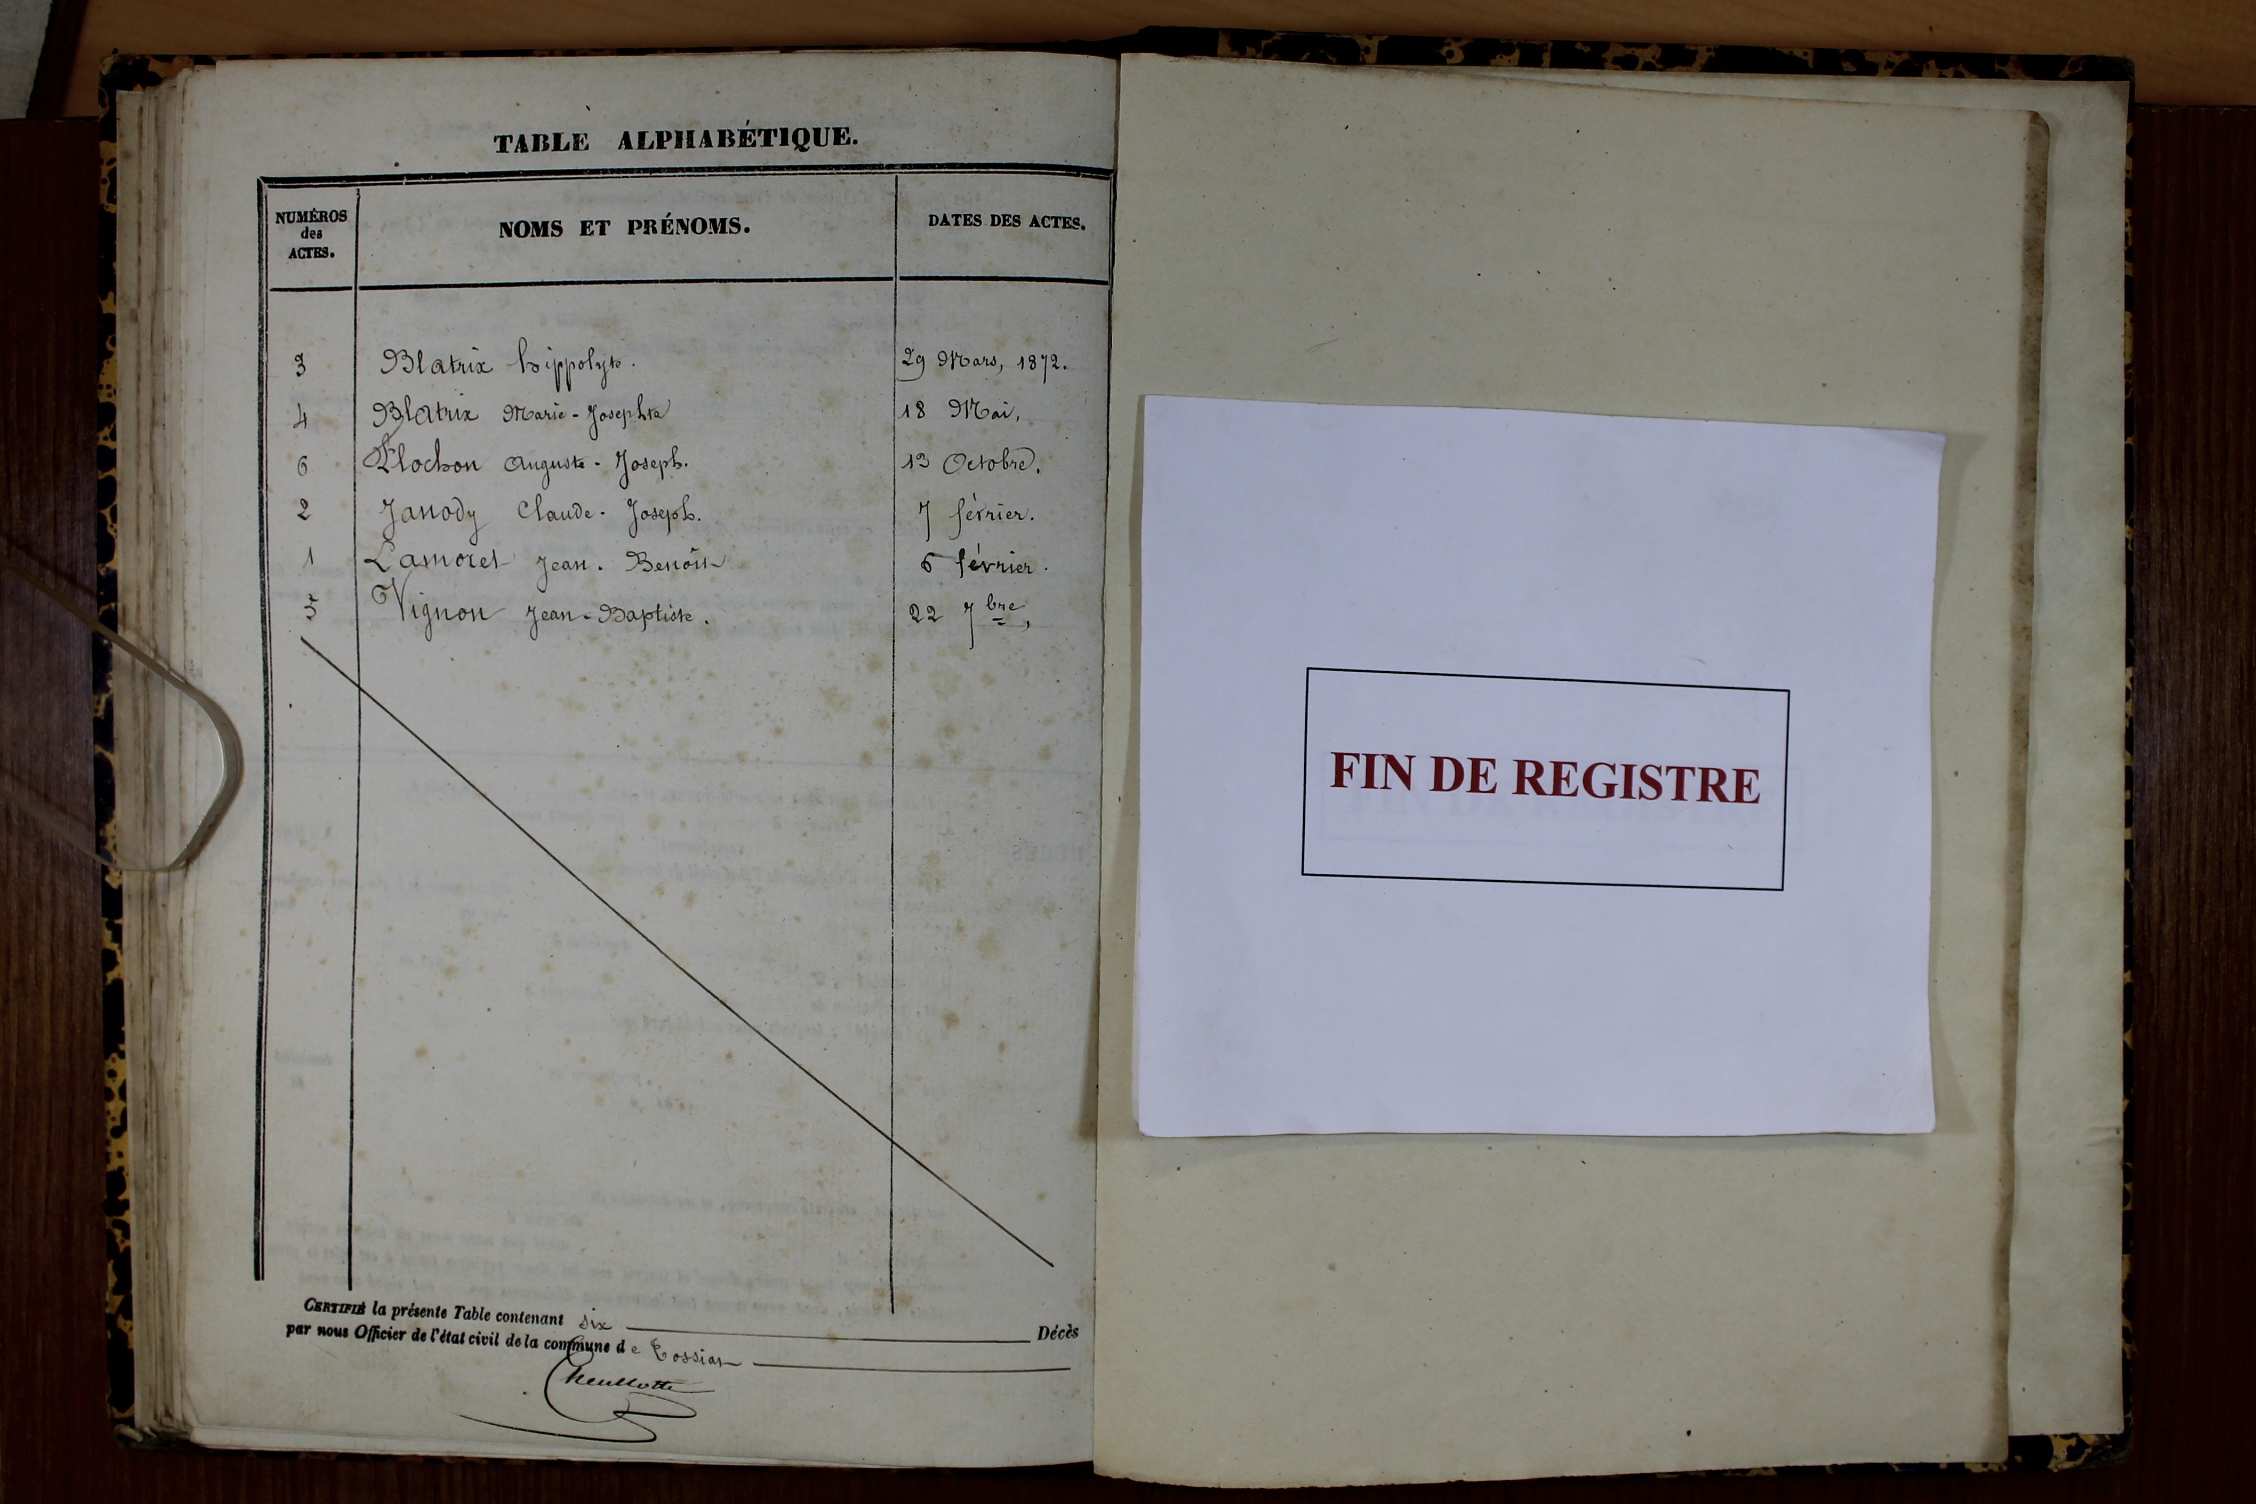 TABLE ALPHABÉTIQUE.
NUMÉROS des ACTES. NOMS ET PRÉNOMS. DATES DES ACTES.
3 Blatrix hippolyte. 29 Mars, 1872.
4 Blatrix Marie-Josephte 18 Mai,
6 Flochon Auguste-Joseph. 13 Octobre.
2 Janody Claude-Joseph. 7 février.
1 Lamoret Jean-Benoît 6 février.
5 Vignon Jean-Baptiste. 22 7bre,
CERTIFIÉ la présente Table contenant six Décès
par nous Officier de l'état civil de la commune de Tossiat
FIN DE REGISTRE